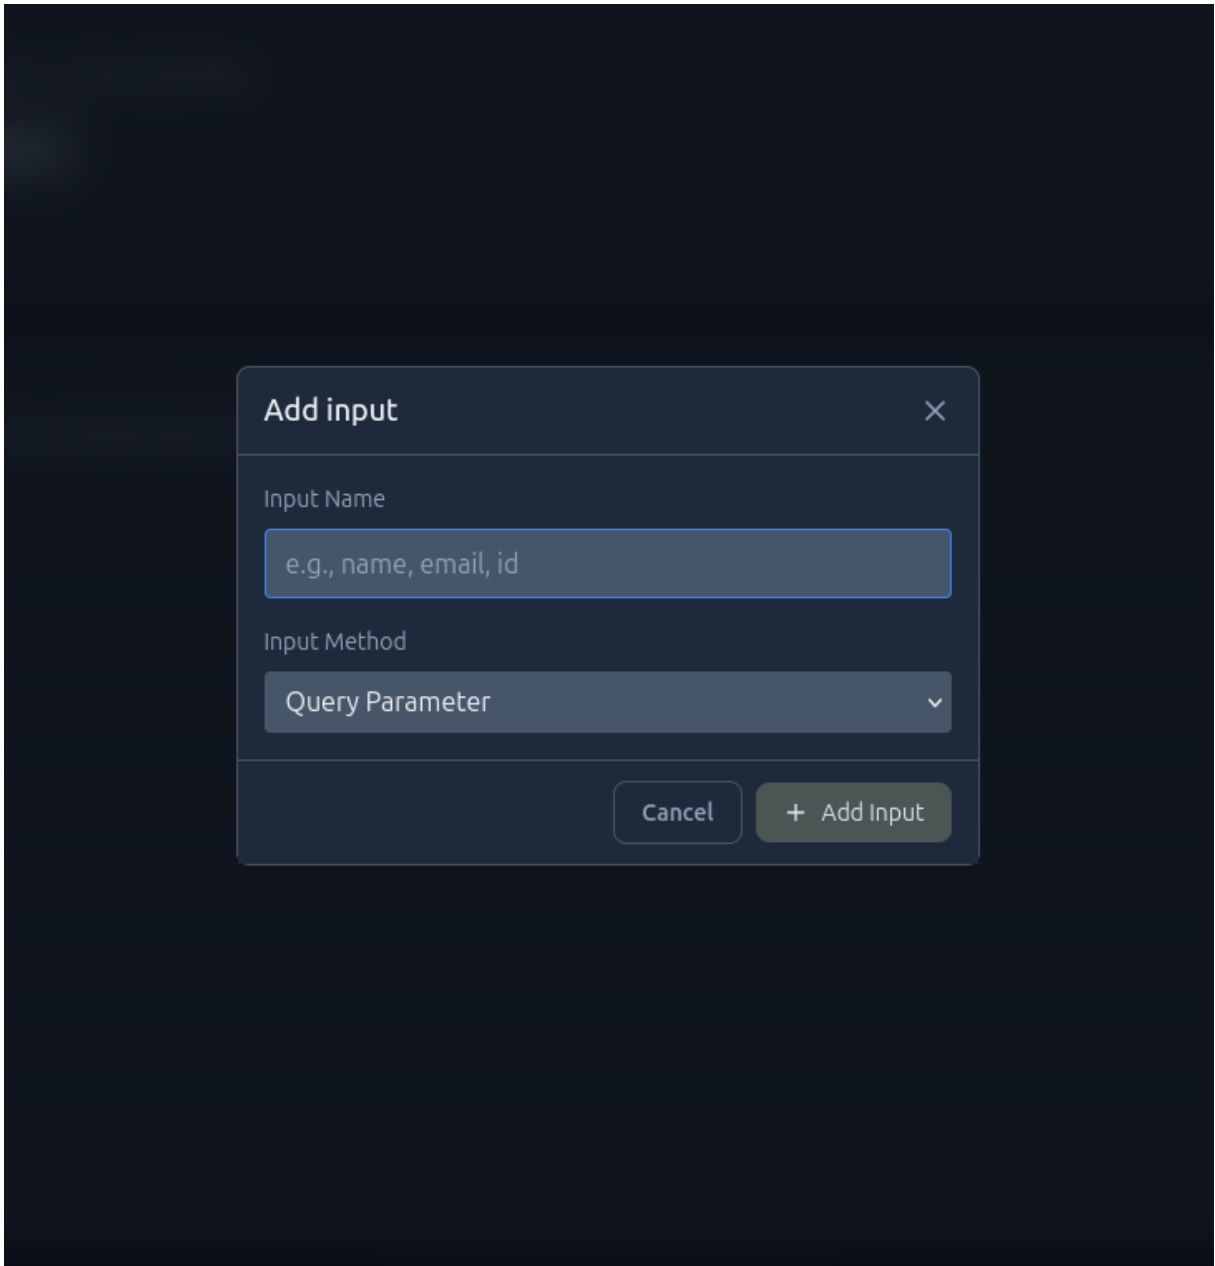 Add input
Input Name
e.g., name, email, id
Input Method
Query Parameter
Cancel
+ Add Input